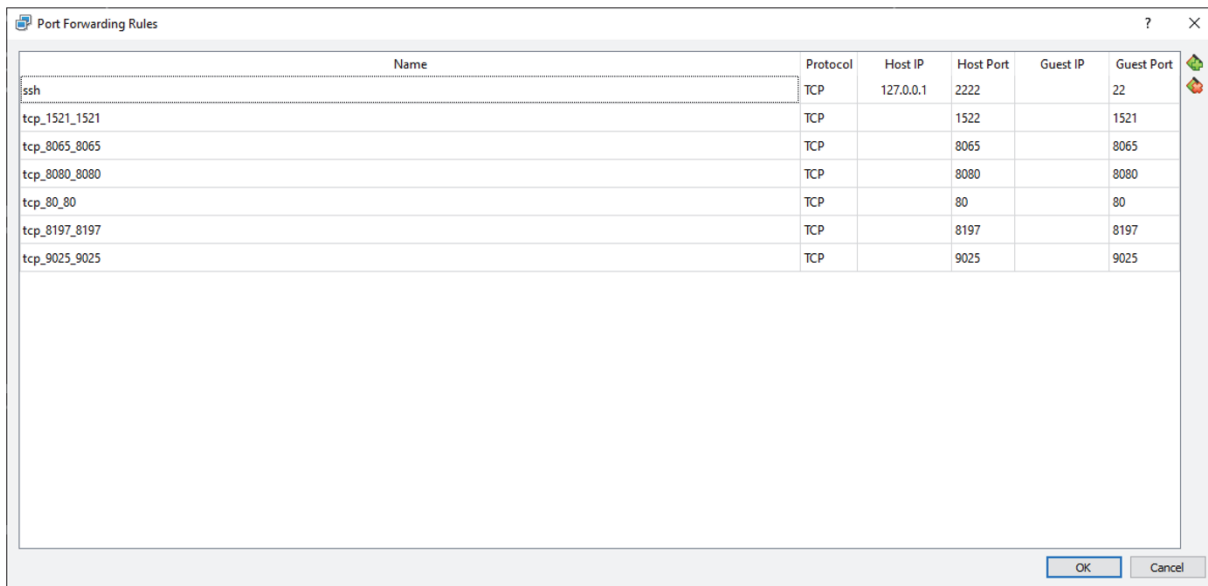 Port Forwarding Rules ?
Name Protocol Host IP Host Port Guest IP Guest Port
ssh TCP 127.0.0.1 2222 22
tcp_1521_1521 TCP 1522 1521
tcp_8065_8065 TCP 8065 8065
tcp_8080_8080 TCP 8080 8080
tcp_80_80 TCP 80 80
tcp_8197_8197 TCP 8197 8197
tcp_9025_9025 TCP 9025 9025
OK Cancel